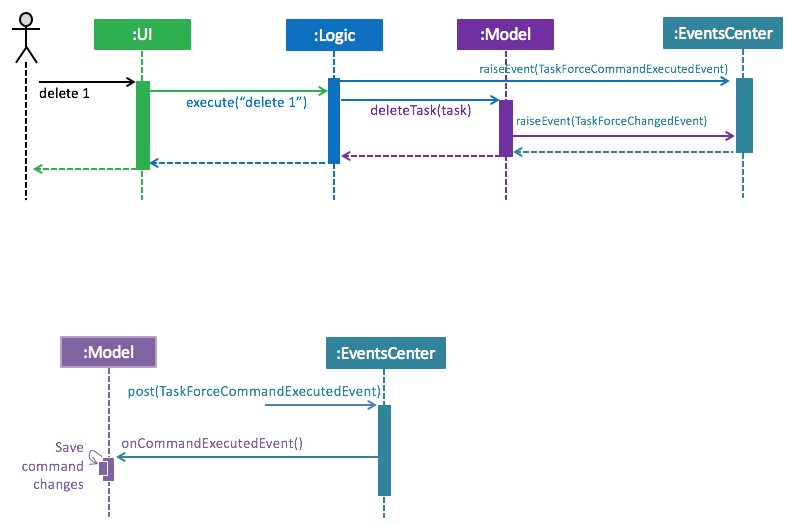 :UI
:Logic
:Model
:EventsCenter
raiseEvent(TaskForceCommandExecutedEvent)
delete 1
execute(“delete 1”)
deleteTask(task)
raiseEvent(TaskForceChangedEvent)
:Model
:EventsCenter
post(TaskForceCommandExecutedEvent)
onCommandExecutedEvent()
Save
command
changes